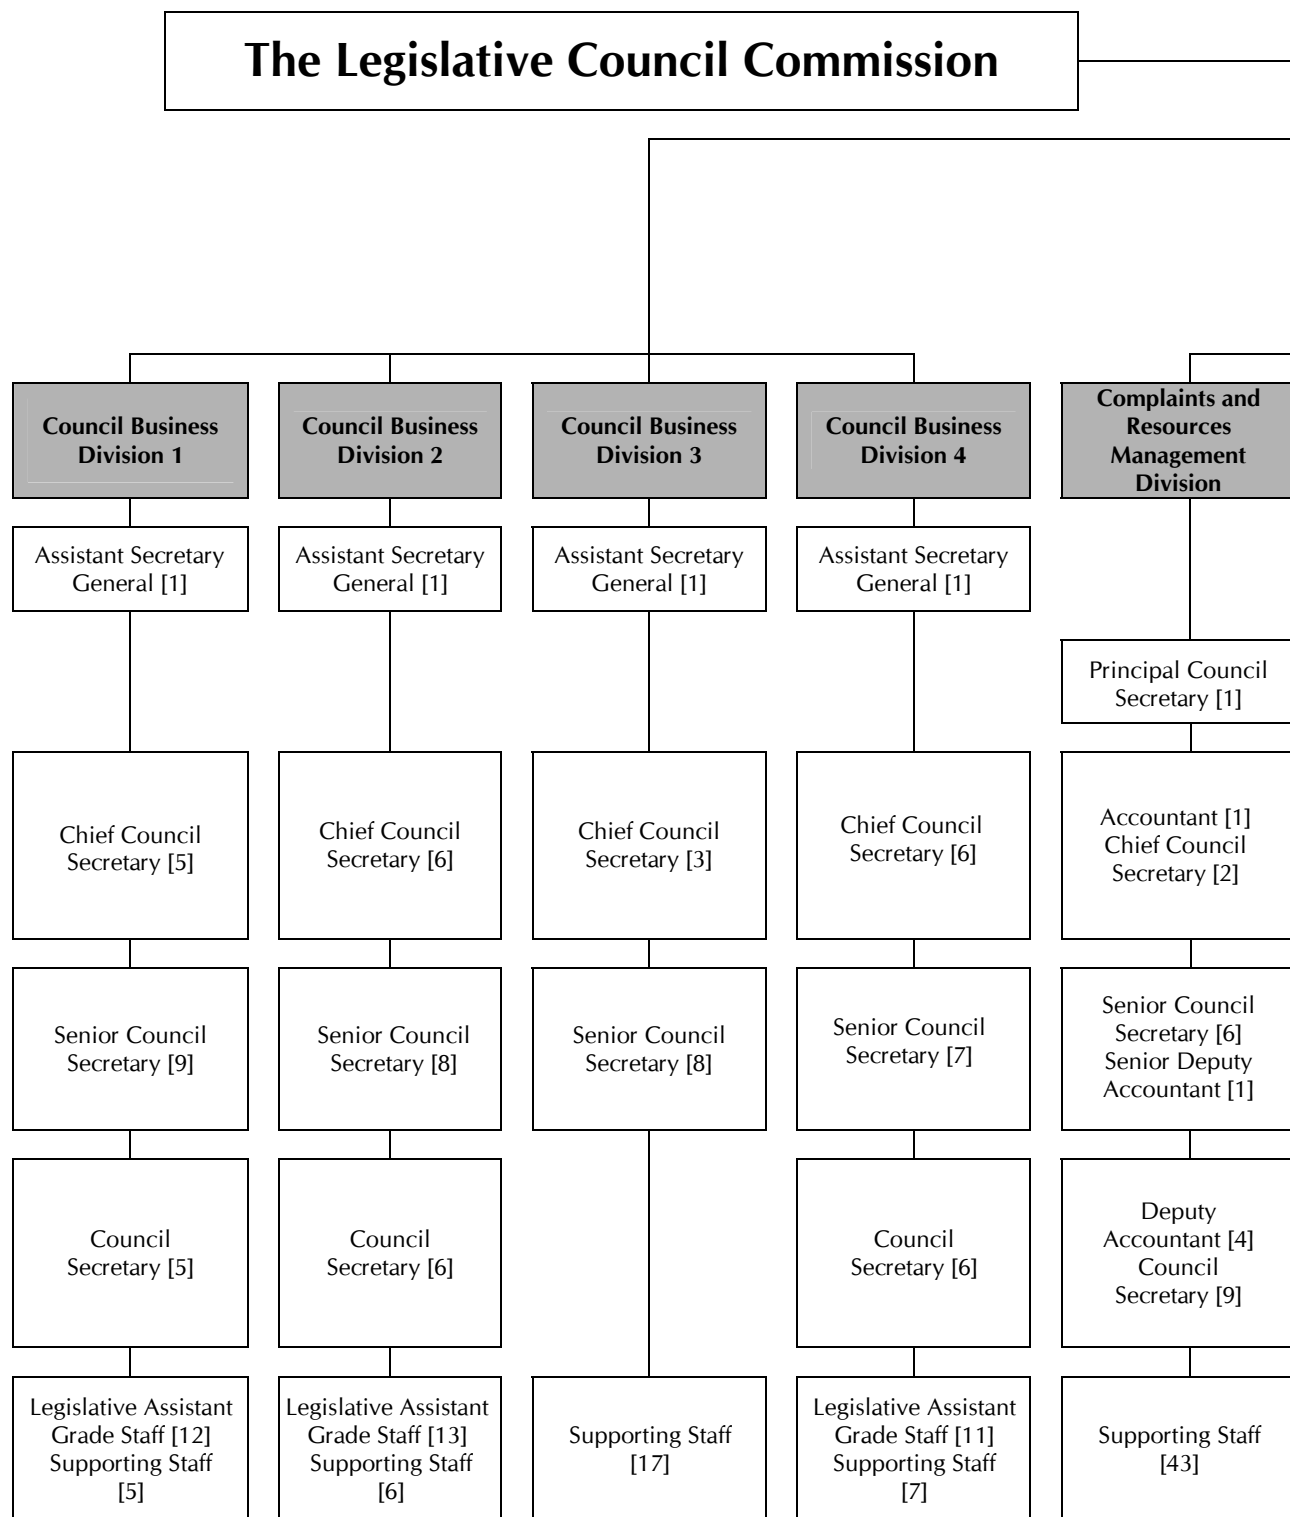 The Legislative Council Commission
Council Business
Division 1
Council Business
Division 2
Council Business
Division 3
Council Business
Division 4
Complaints and
Resources
Management
Division
Assistant Secretary
General [1]
Assistant Secretary
General [1]
Assistant Secretary
General [1]
Assistant Secretary
General [1]
Principal Council
Secretary [1]
Chief Council
Secretary [5]
Chief Council
Secretary [6]
Chief Council
Secretary [3]
Chief Council
Secretary [6]
Accountant [1]
Chief Council
Secretary [2]
Senior Council
Secretary [9]
Senior Council
Secretary [8]
Senior Council
Secretary [8]
Senior Council
Secretary [7]
Senior Council
Secretary [6]
Senior Deputy
Accountant [1]
Council
Secretary [5]
Council
Secretary [6]
Council
Secretary [6]
Deputy
Accountant [4]
Council
Secretary [9]
Legislative Assistant
Grade Staff [12]
Supporting Staff
[5]
Legislative Assistant
Grade Staff [13]
Supporting Staff
[6]
Supporting Staff
[17]
Legislative Assistant
Grade Staff [11]
Supporting Staff
[7]
Supporting Staff
[43]